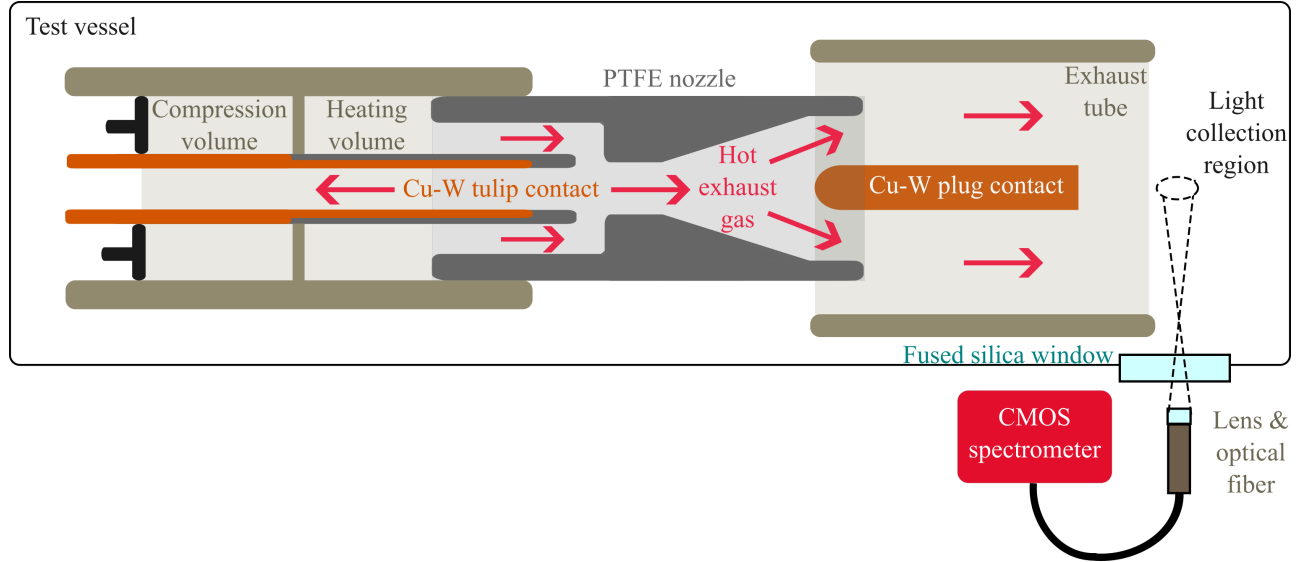 Test vessel
PTFE nozzle
Exhaust
tube
Compression
volume
Heating
volume
Light
collection
region
Hot
exhaust
gas
Cu-W tulip contact
Cu-W plug contact
Fused silica window
CMOS
spectrometer
Lens &
optical
fiber